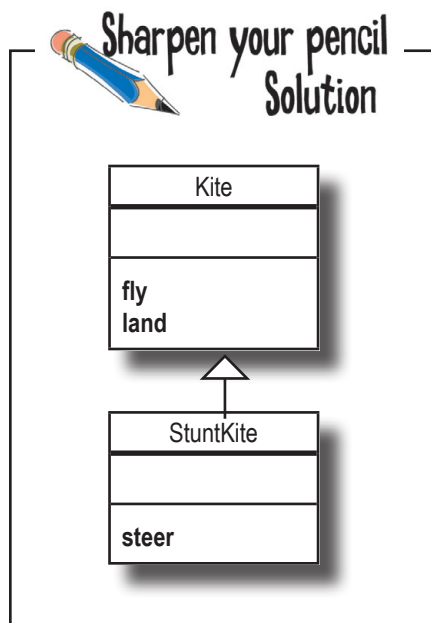 Sharpen your pencil
Solution
Kite
fly
land
StuntKite
steer